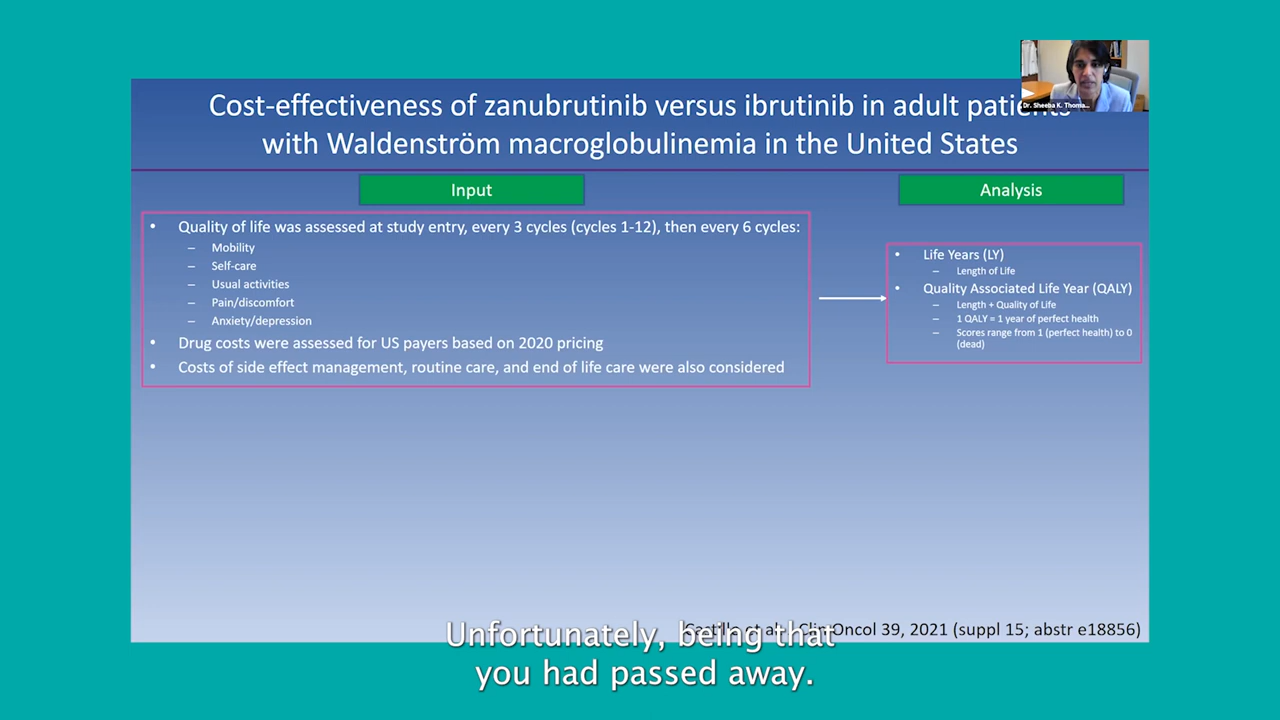 Dr. Sheeba K. Thoma...
Cost-effectiveness of zanubrutinib versus ibrutinib in adult patients
with Waldenström macroglobulinemia in the United States
Input
Analysis
• Quality of life was assessed at study entry, every 3 cycles (cycles 1-12), then every 6 cycles:
– Mobility
– Self-care
– Usual activities
– Pain/discomfort
– Anxiety/depression
• Drug costs were assessed for US payers based on 2020 pricing
• Costs of side effect management, routine care, and end of life care were also considered
• Life Years (LY)
– Length of Life
• Quality Associated Life Year (QALY)
– Length + Quality of Life
– 1 QALY = 1 year of perfect health
– Scores range from 1 (perfect health) to 0
(dead)
Oncol 39, 2021 (suppl 15; abstr e18856)
Unfortunately, being that
you had passed away.